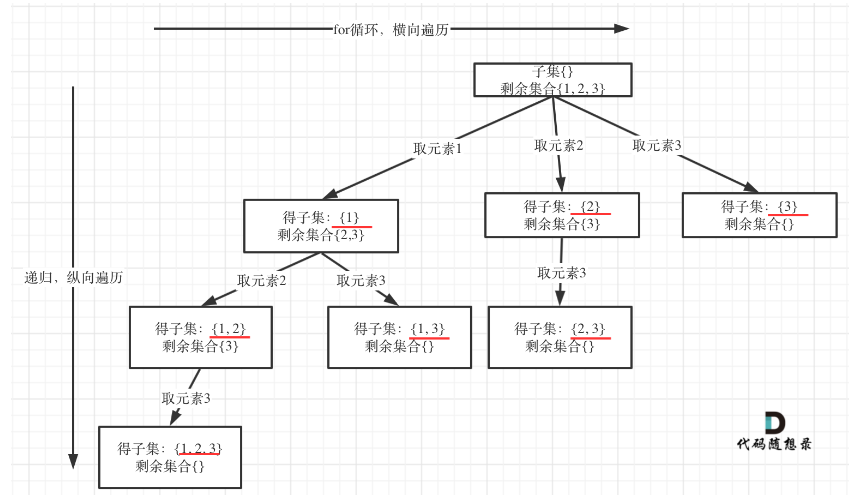 for循环，横向遍历
子集{}
剩余集合{1, 2, 3}
取元素1
取元素2
取元素3
得子集：{1}
剩余集合{2,3}
得子集：{2}
剩余集合{3}
得子集：{3}
剩余集合{}
递归，纵向遍历
取元素2
取元素3
取元素3
得子集：{1, 2}
剩余集合{3}
得子集：{1, 3}
剩余集合{}
得子集：{2, 3}
剩余集合{}
取元素3
得子集：{1, 2, 3}
剩余集合{}
代码随想录